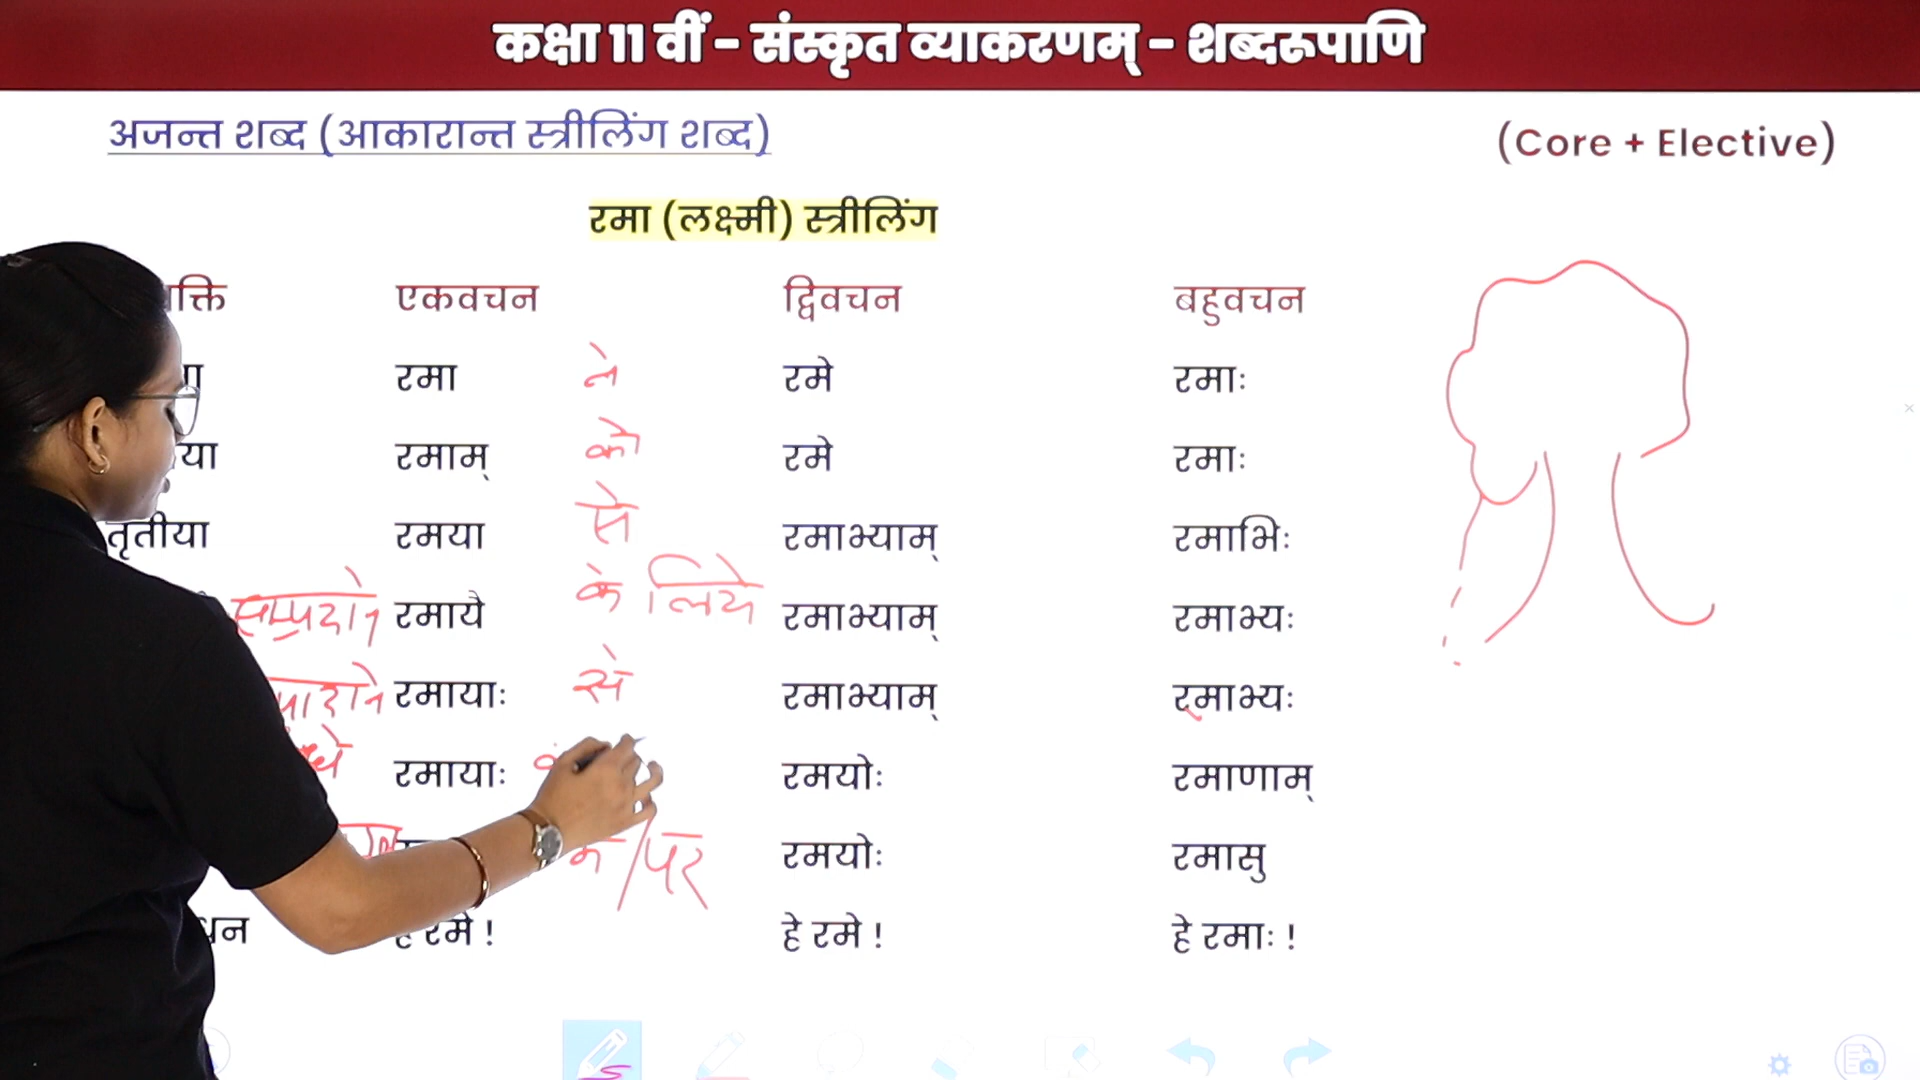 कक्षा 11 वीं - संस्कृत व्याकरणम् - शब्दरूपाणि
अजन्त शब्द (आकारान्त स्त्रीलिंग शब्द)
(Core + Elective)
रमा (लक्ष्मी) स्त्रीलिंग
एकवचन द्विवचन बहुवचन
रमा ने रमे रमाः
रमाम् को रमे रमाः
तृतीया रमया से रमाभ्याम् रमाभिः
सम्प्रदाने रमायै के लिये रमाभ्याम् रमाभ्यः
रमायाः से रमाभ्याम् रमाभ्यः
रमायाः रमयोः रमाणाम्
/पर रमयोः रमासु
हे रमे ! हे रमे ! हे रमाः !